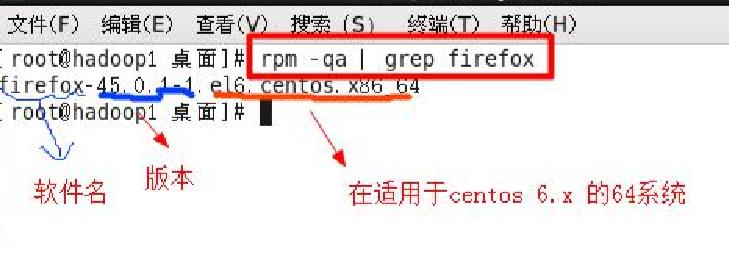 文件(F) 编辑(E) 查看(V) 搜索 (S) 终端(T) 帮助(H)
[root@hadoop1 桌面]# rpm -qa | grep firefox
firefox-45.0.1-1.el6.centos.x86_64
[root@hadoop1 桌面]#
软件名 版本 在适用于centos 6.x 的64系统